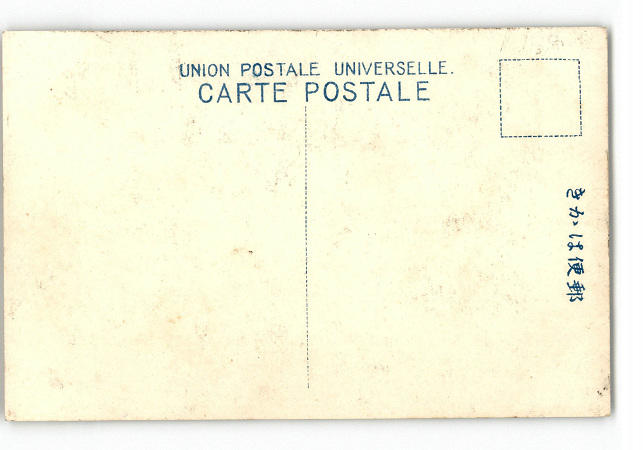 UNION POSTALE UNIVERSELLE.
CARTE POSTALE
郵便はかき